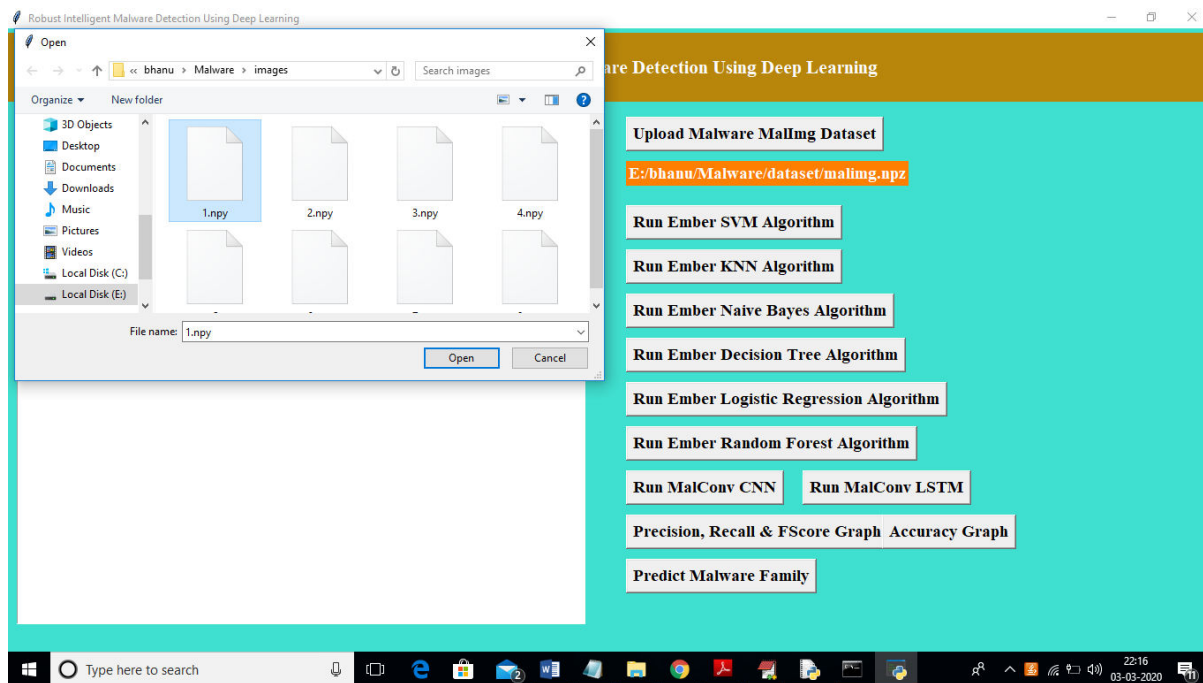 Robust Intelligent Malware Detection Using Deep Learning
Open
« bhanu > Malware > images
Search images
Organize
New folder
3D Objects
Desktop
Documents
Downloads
Music
Pictures
Videos
Local Disk (C:)
Local Disk (E:)
1.npy
2.npy
3.npy
4.npy
File name:
1.npy
Open
Cancel
are Detection Using Deep Learning
Upload Malware MalImg Dataset
E:/bhanu/Malware/dataset/malimg.npz
Run Ember SVM Algorithm
Run Ember KNN Algorithm
Run Ember Naive Bayes Algorithm
Run Ember Decision Tree Algorithm
Run Ember Logistic Regression Algorithm
Run Ember Random Forest Algorithm
Run MalConv CNN
Run MalConv LSTM
Precision, Recall & FScore Graph
Accuracy Graph
Predict Malware Family
Type here to search
2
22:16
03-03-2020
11